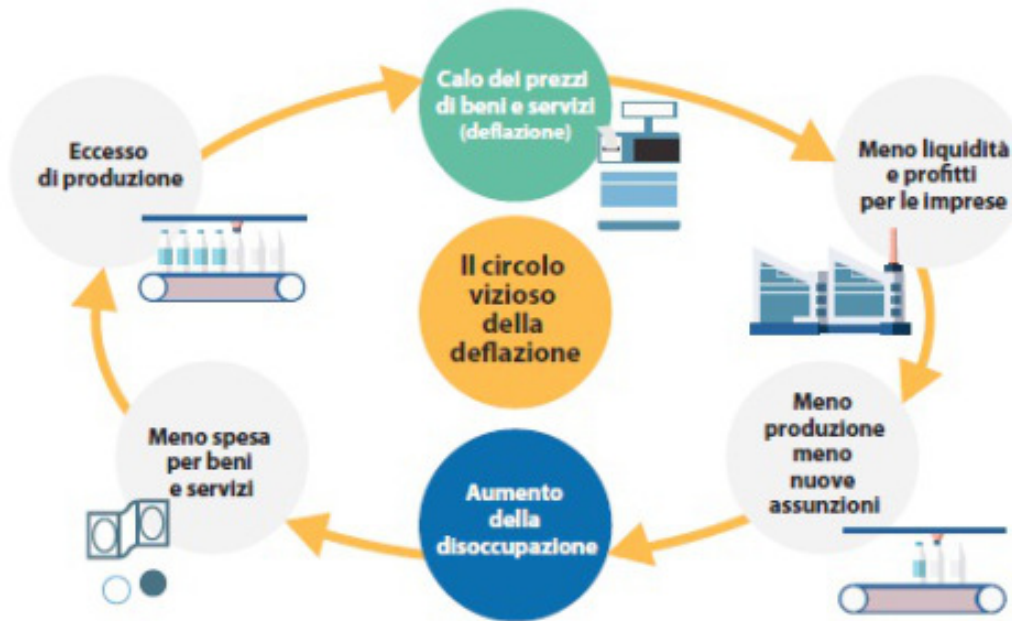 Calo dei prezzi
di beni e servizi
(deflazione)
Meno liquidità
e profitti
per le imprese
Meno
produzione
meno
nuove
assunzioni
Aumento
della
disoccupazione
Meno spesa
per beni
e servizi
Eccesso
di produzione
Il circolo
vizioso
della
deflazione